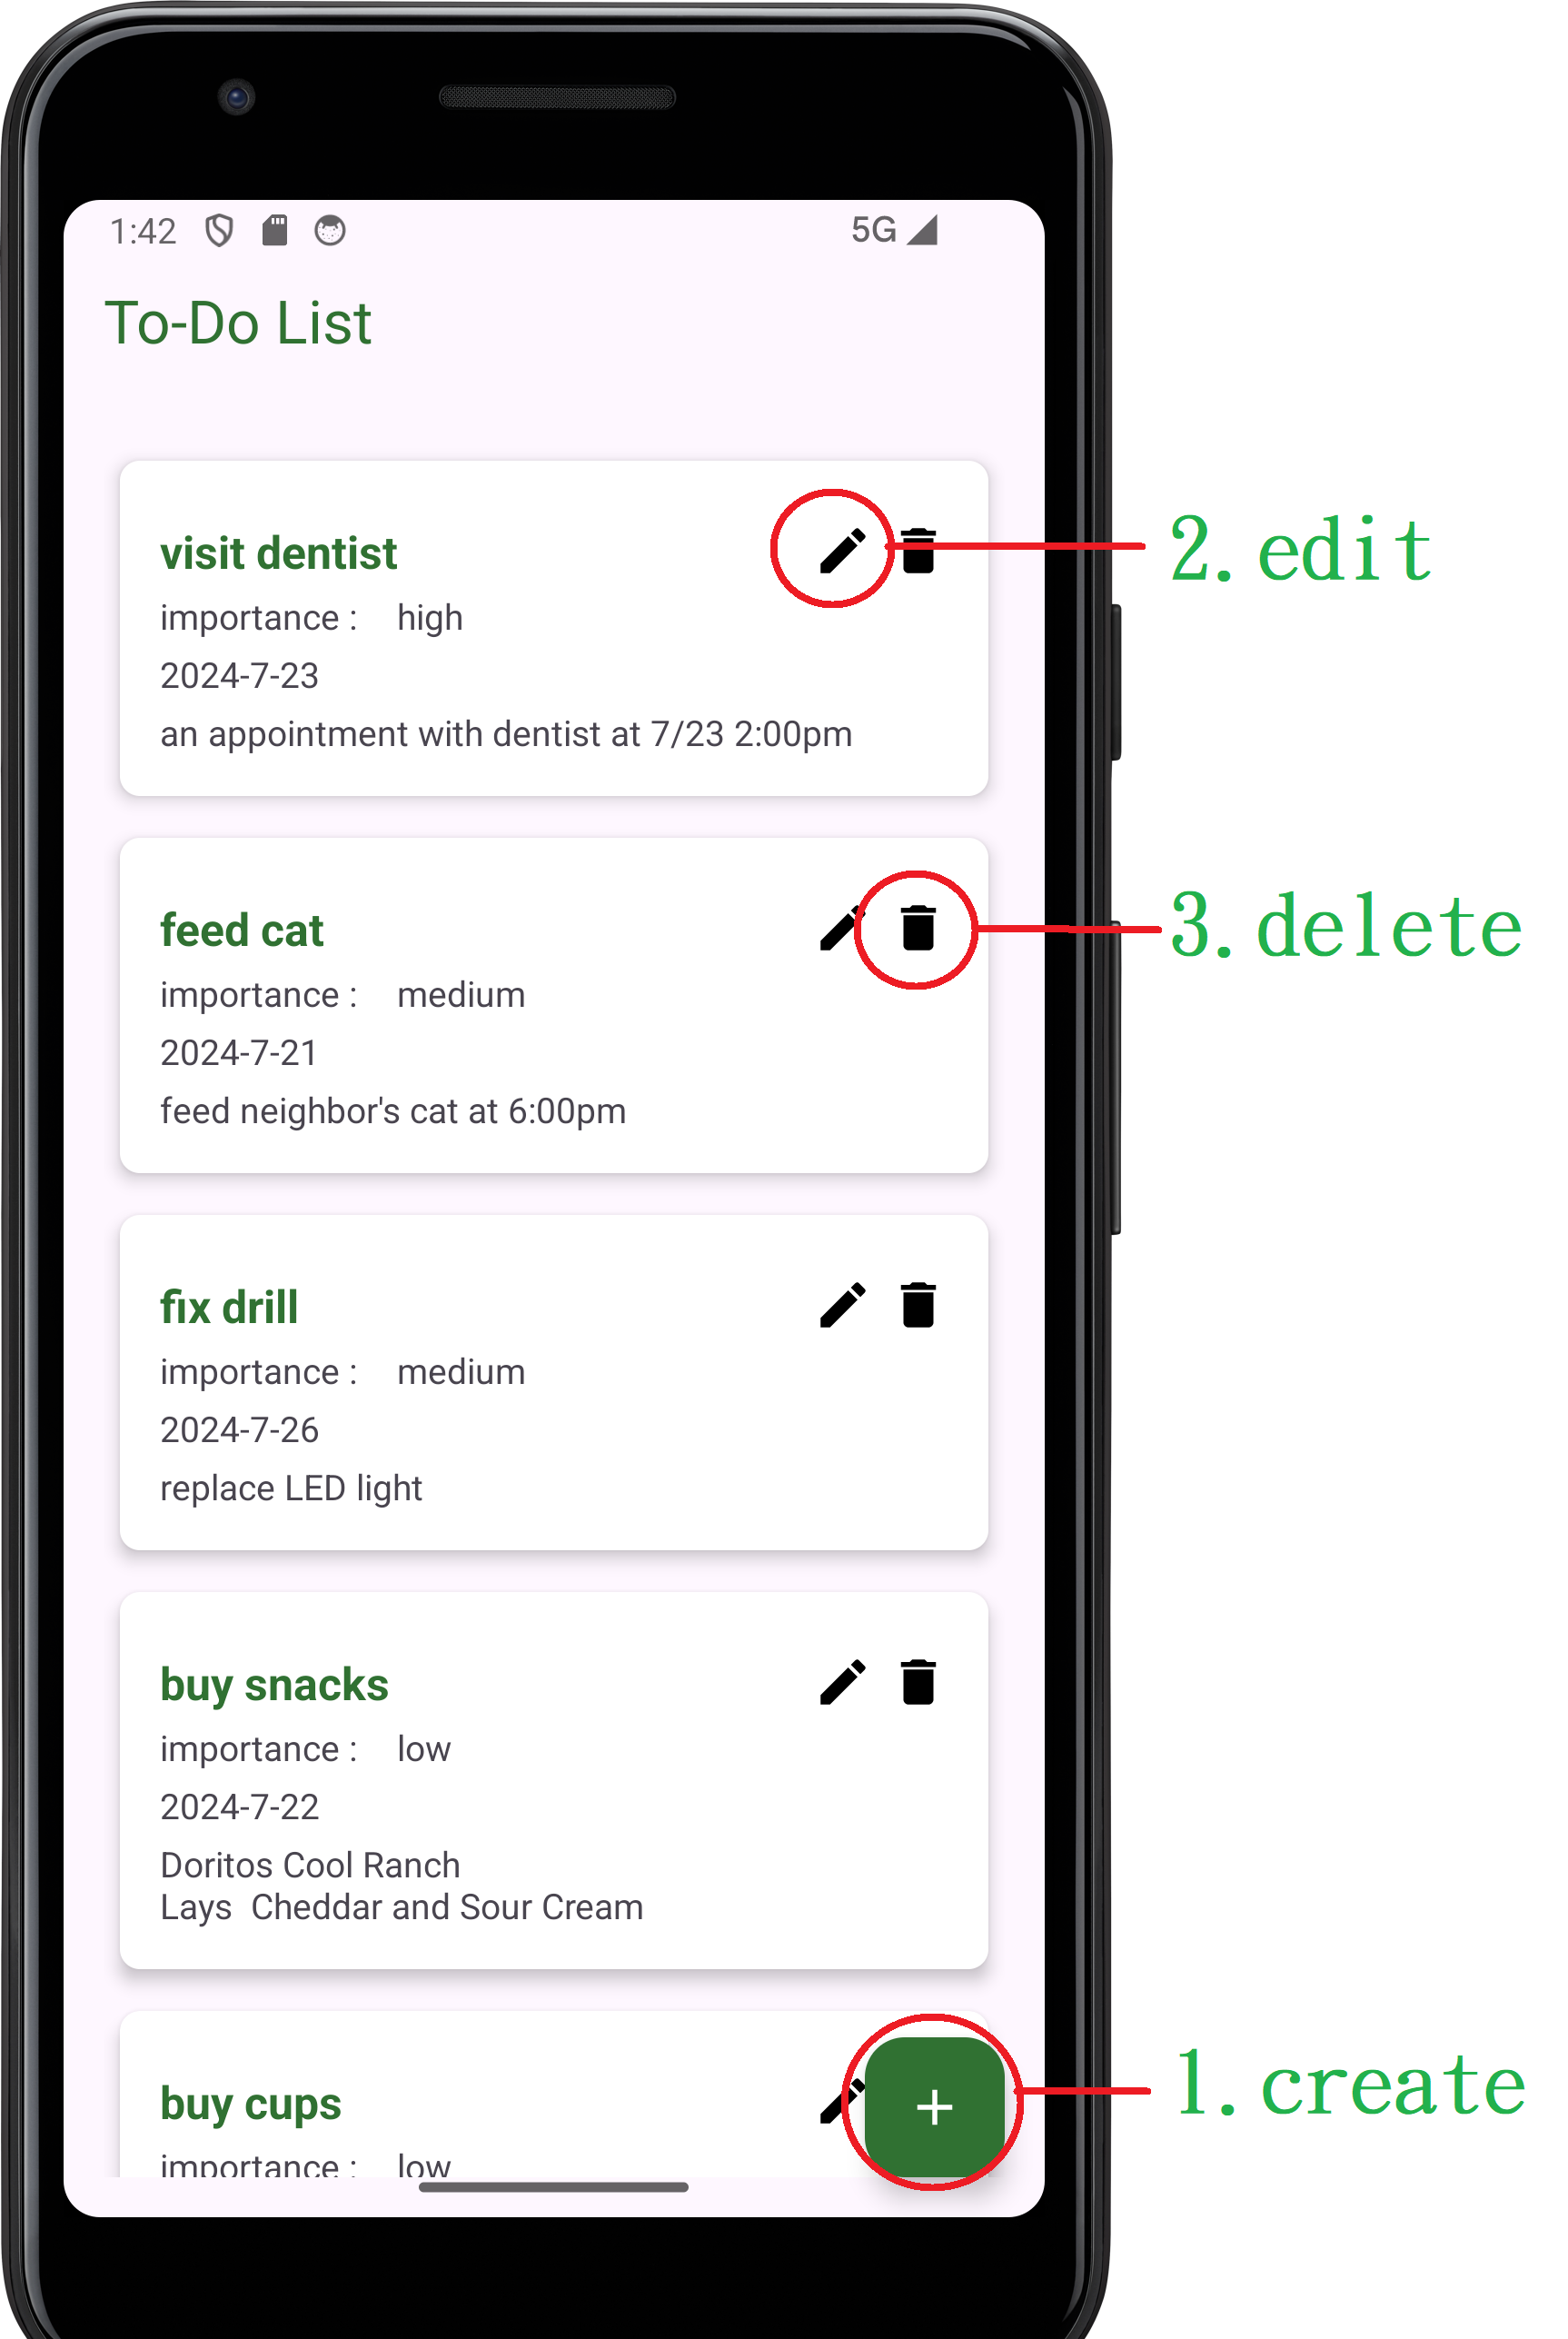 1:42 5G
To-Do List
visit dentist
2.edit
importance : high
2024-7-23
an appointment with dentist at 7/23 2:00pm
feed cat
3.delete
importance : medium
2024-7-21
feed neighbor's cat at 6:00pm
fix drill
importance : medium
2024-7-26
replace LED light
buy snacks
importance : low
2024-7-22
Doritos Cool Ranch
Lays  Cheddar and Sour Cream
buy cups
1.create
importance : low